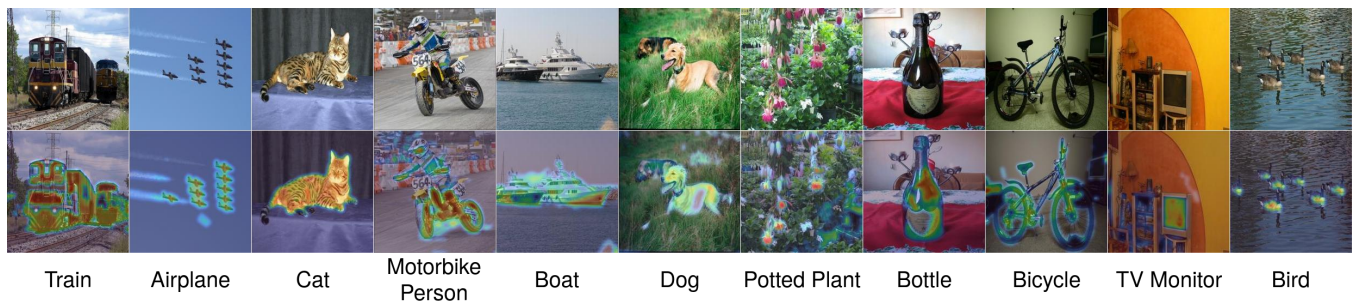 Train
Airplane
Cat
Motorbike
Person
Boat
Dog
Potted Plant
Bottle
Bicycle
TV Monitor
Bird